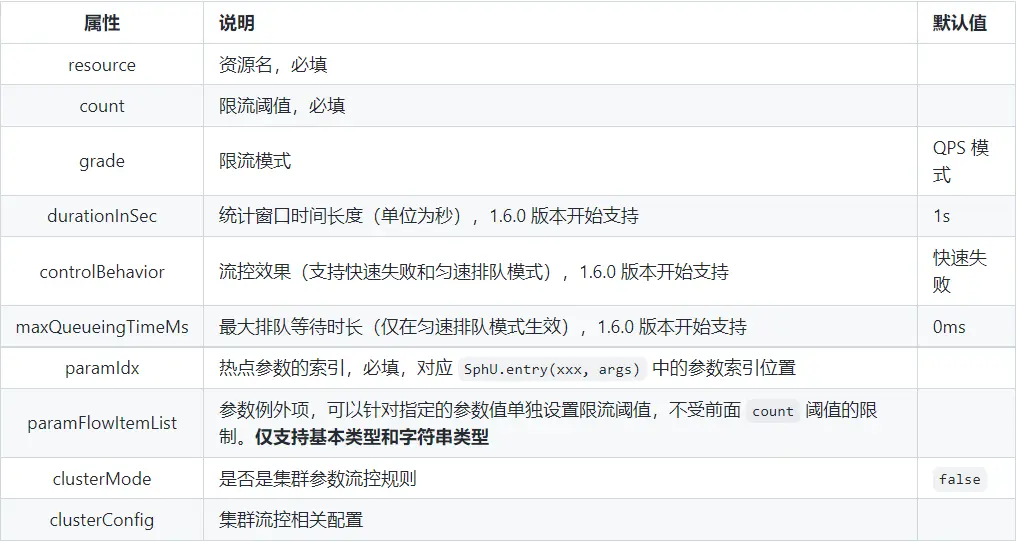 属性 说明 默认值
resource 资源名，必填
count 限流阈值，必填
grade 限流模式 QPS 模
式
durationInSec 统计窗口时间长度（单位为秒），1.6.0 版本开始支持 1s
controlBehavior 流控效果（支持快速失败和匀速排队模式），1.6.0 版本开始支持 快速失
败
maxQueueingTimeMs 最大排队等待时长（仅在匀速排队模式生效），1.6.0 版本开始支持 0ms
paramIdx 热点参数的索引，必填，对应 SphU.entry(xxx, args) 中的参数索引位置
paramFlowItemList 参数例外项，可以针对指定的参数值单独设置限流阈值，不受前面 count 阈值的限
制。仅支持基本类型和字符串类型
clusterMode 是否是集群参数流控规则 false
clusterConfig 集群流控相关配置